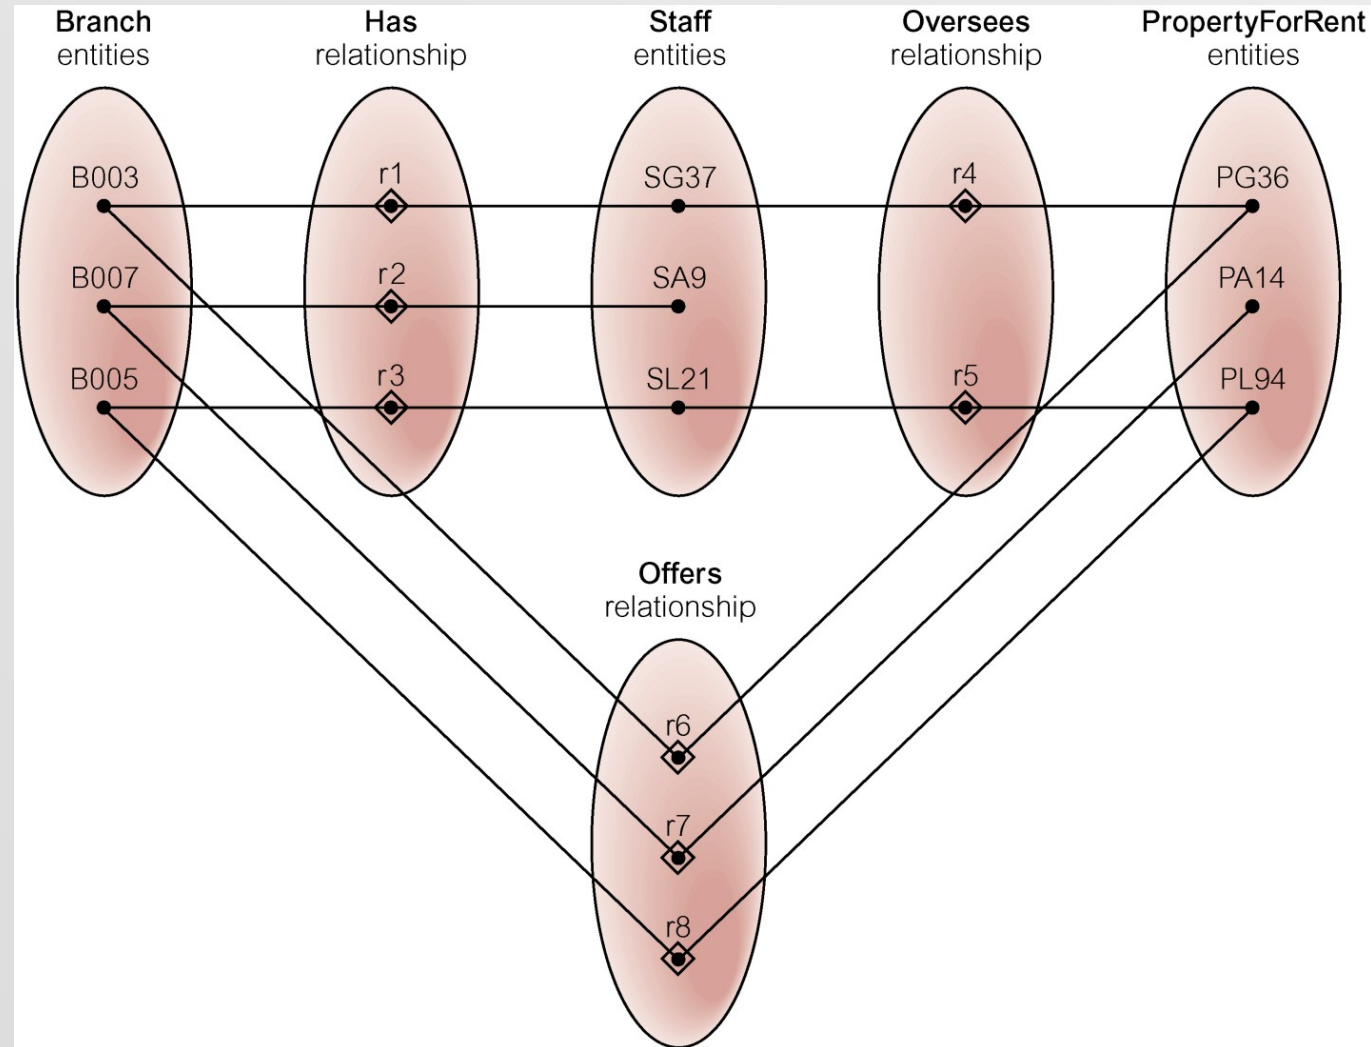 Branch
entities
Has
relationship
Staff
entities
Oversees
relationship
PropertyForRent
entities
B003
r1
SG37
r4
PG36
B007
r2
SA9
PA14
B005
r3
SL21
r5
PL94
Offers
relationship
r6
r7
r8